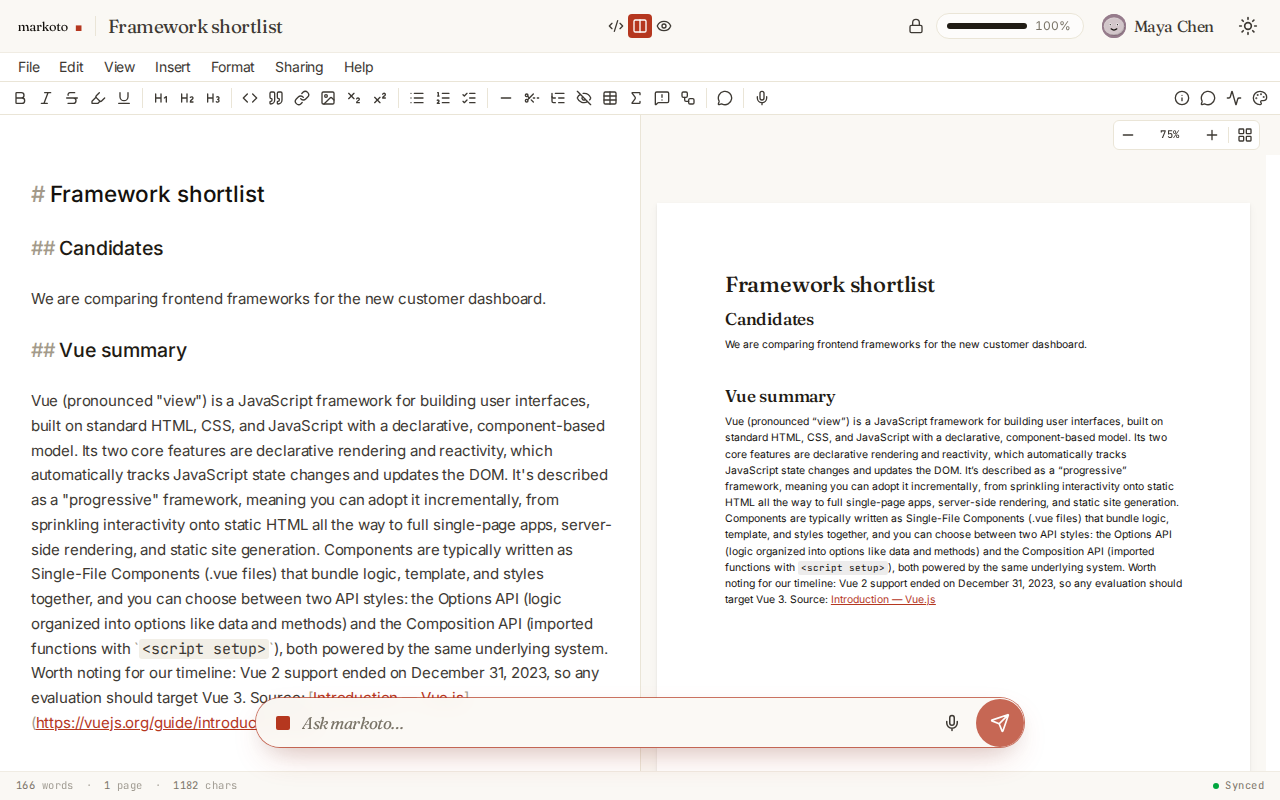 markoto
Framework shortlist
100%
Maya Chen
File Edit View Insert Format Sharing Help
H1 H2 H3
75%
# Framework shortlist
## Candidates
We are comparing frontend frameworks for the new customer dashboard.
## Vue summary
Vue (pronounced "view") is a JavaScript framework for building user interfaces,
built on standard HTML, CSS, and JavaScript with a declarative, component-based
model. Its two core features are declarative rendering and reactivity, which
automatically tracks JavaScript state changes and updates the DOM. It's described
as a "progressive" framework, meaning you can adopt it incrementally, from
sprinkling interactivity onto static HTML all the way to full single-page apps, server-
side rendering, and static site generation. Components are typically written as
Single-File Components (.vue files) that bundle logic, template, and styles
together, and you can choose between two API styles: the Options API (logic
organized into options like data and methods) and the Composition API (imported
functions with `<script setup>`), both powered by the same underlying system.
Worth noting for our timeline: Vue 2 support ended on December 31, 2023, so any
evaluation should target Vue 3. Source: [Introduction — Vue.js]
(https://vuejs.org/guide/introduc
Framework shortlist
Candidates
We are comparing frontend frameworks for the new customer dashboard.
Vue summary
Vue (pronounced “view”) is a JavaScript framework for building user interfaces, built on
standard HTML, CSS, and JavaScript with a declarative, component-based model. Its two
core features are declarative rendering and reactivity, which automatically tracks
JavaScript state changes and updates the DOM. It’s described as a “progressive”
framework, meaning you can adopt it incrementally, from sprinkling interactivity onto static
HTML all the way to full single-page apps, server-side rendering, and static site generation.
Components are typically written as Single-File Components (.vue files) that bundle logic,
template, and styles together, and you can choose between two API styles: the Options API
(logic organized into options like data and methods) and the Composition API (imported
functions with <script setup>), both powered by the same underlying system. Worth
noting for our timeline: Vue 2 support ended on December 31, 2023, so any evaluation should
target Vue 3. Source: Introduction — Vue.js
Ask markoto...
166 words · 1 page · 1182 chars
Synced